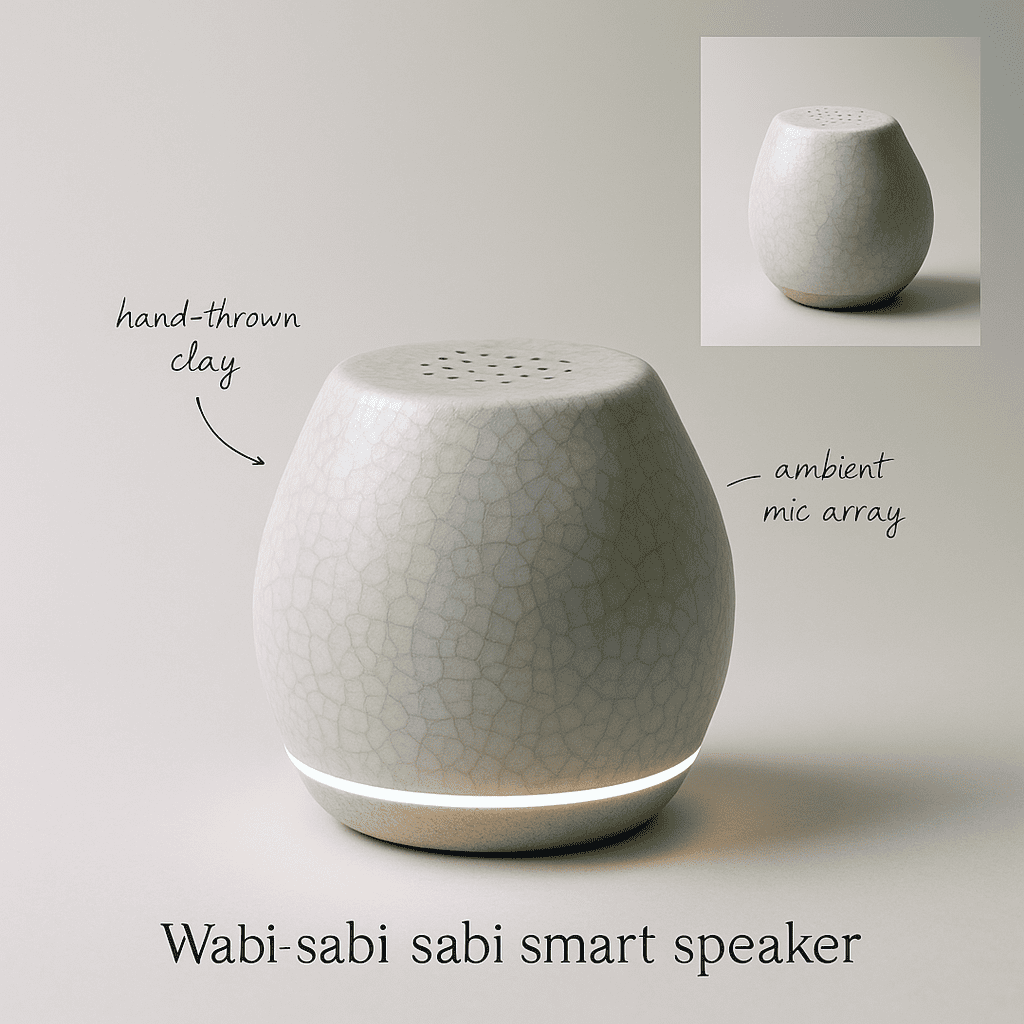 hand-thrown
clay
ambient
mic array
Wabi-sabi sabi smart speaker